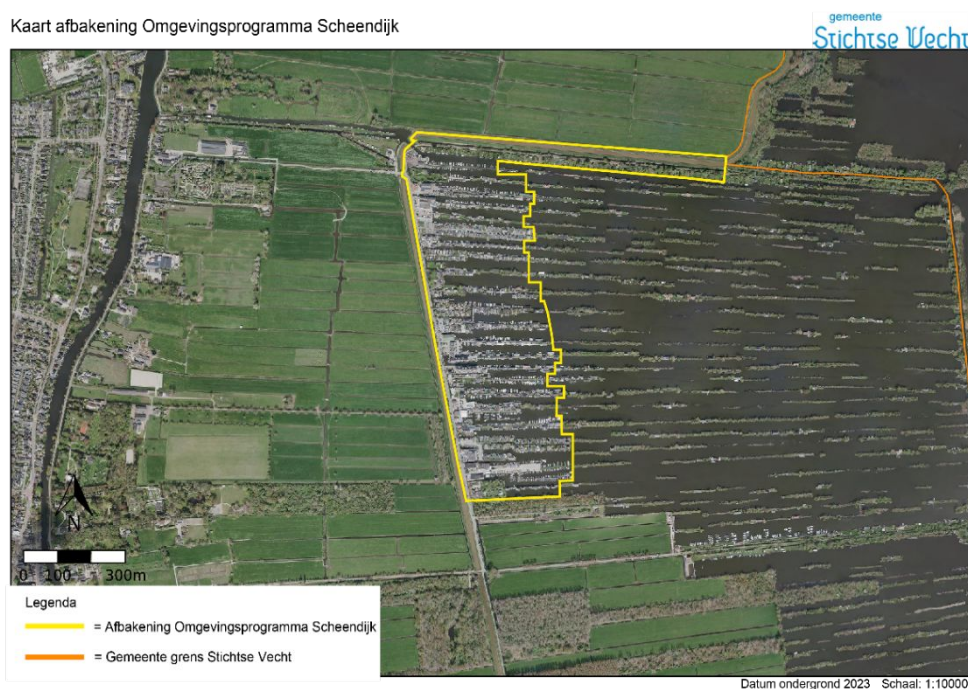 Kaart afbakening Omgevingsprogramma Scheendijk
gemeente
Stichtse Vecht
N
0 100 300m
Legenda
= Afbakening Omgevingsprogramma Scheendijk
= Gemeente grens Stichtse Vecht
Datum ondergrond 2023 Schaal: 1:10000